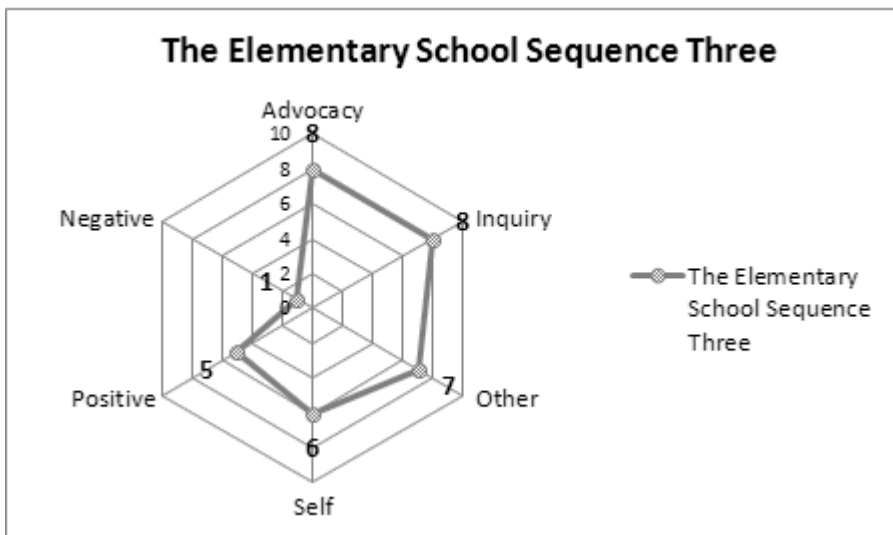 The Elementary School Sequence Three
Advocacy
10
8
8
6
4
2
0
Negative
8
Inquiry
1
The Elementary
School Sequence
Three
Positive
5
7
Other
6
Self